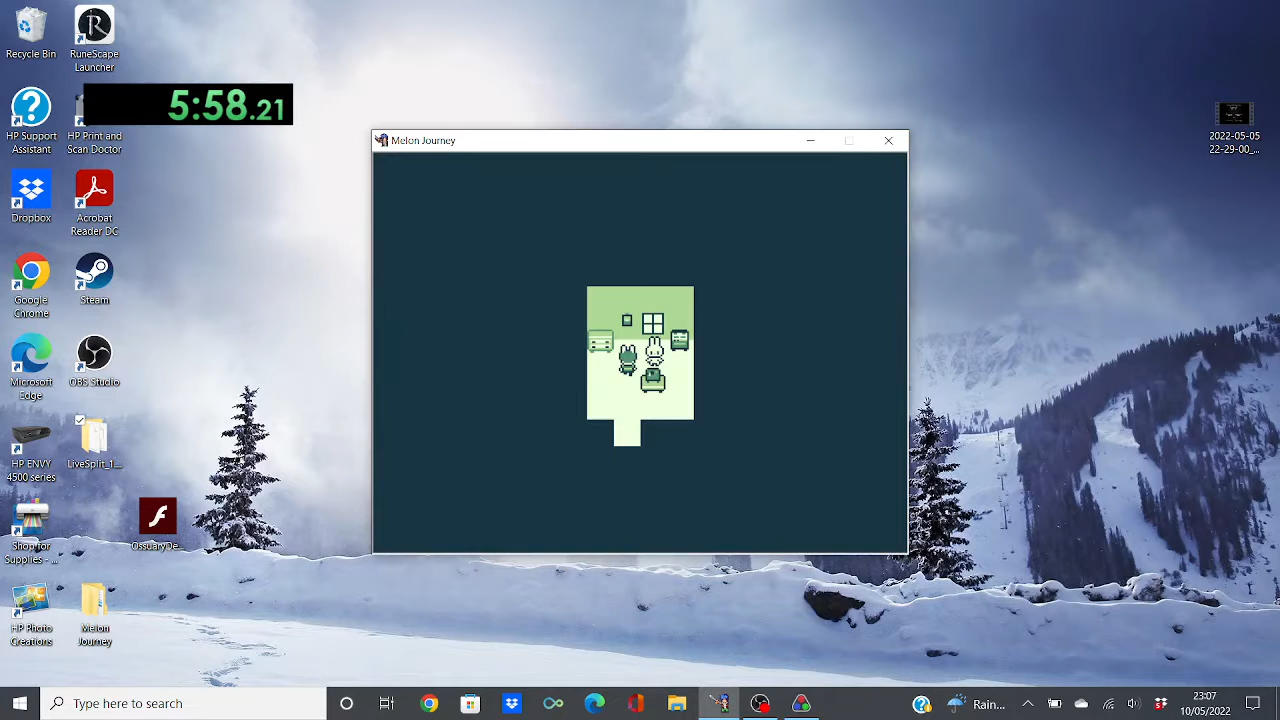 Recycle Bin
RuneScape
Launcher
5:58.21
HP Support
Assistant
HP Print and
Scan Doctor
Melon Journey
2022-05-05
22-29-00_...
Dropbox
Acrobat
Reader DC
Google
Chrome
Steam
Microsoft
Edge
OBS Studio
HP ENVY
4500 series
LiveSplit_1...
Shop for
Supplies - ...
OssuaryDe...
HP Photo
Creations
Melon
Journey
Type here to search
Rain...
23:07
10/05/2022